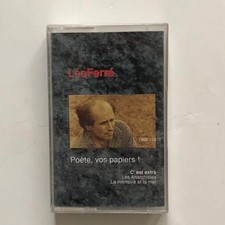 LéoFerré
Poète, vos papiers !
C'est extra
Les Anarchistes
La mémoire et la mer